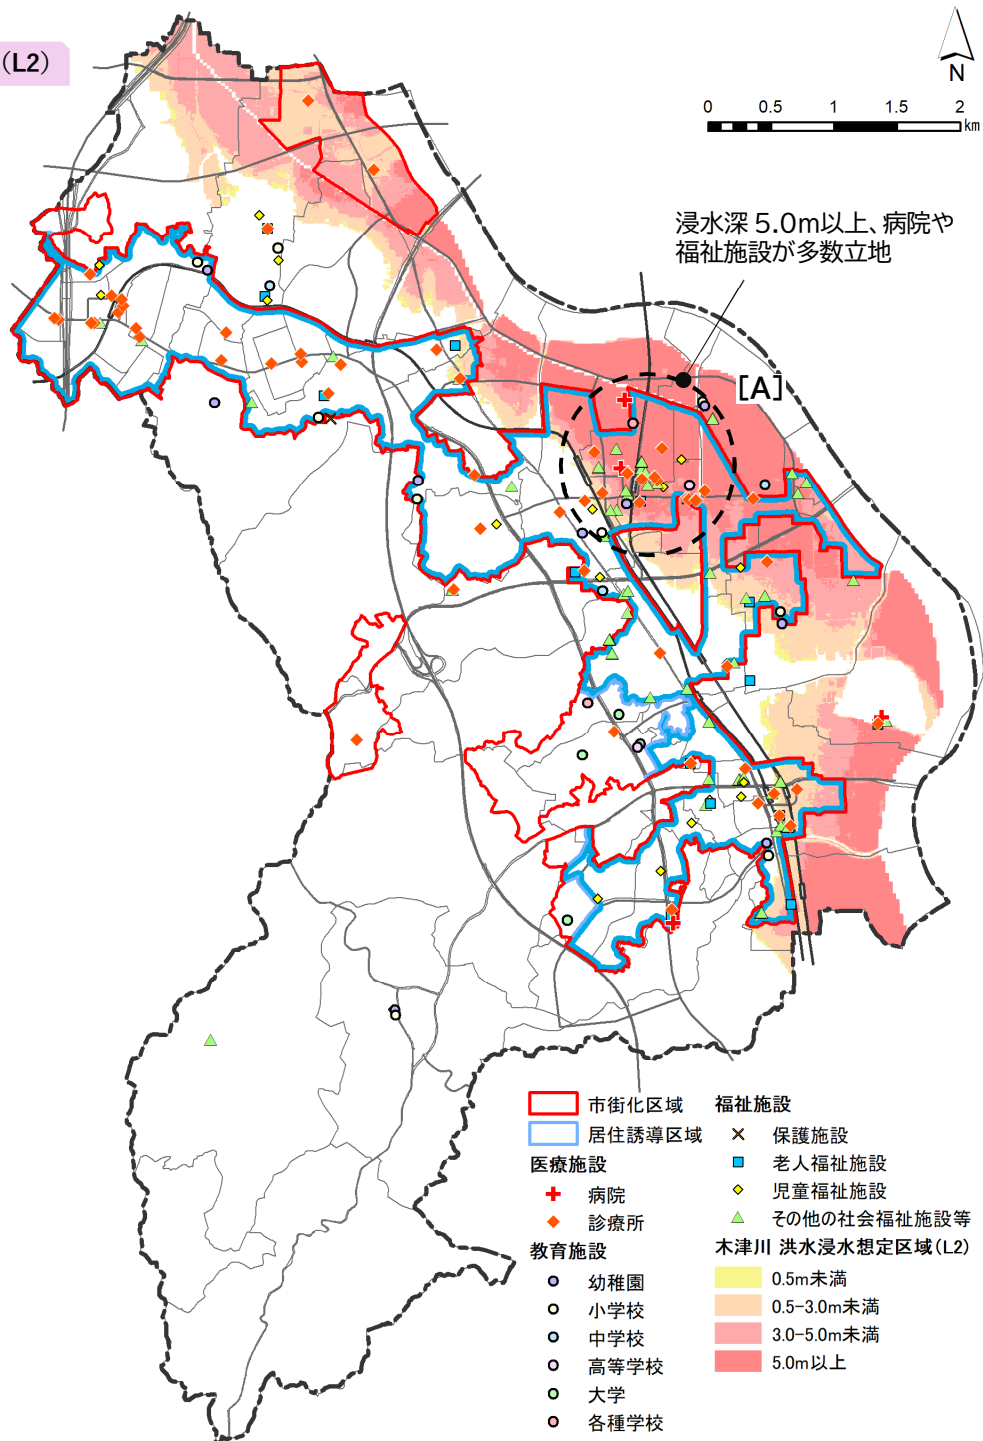 (L2)
N
0 0.5 1 1.5 2
km
浸水深 5.0m以上、病院や
福祉施設が多数立地
[A]
市街化区域
居住誘導区域
医療施設
病院
診療所
教育施設
幼稚園
小学校
中学校
高等学校
大学
各種学校
福祉施設
保護施設
老人福祉施設
児童福祉施設
その他の社会福祉施設等
木津川 洪水浸水想定区域(L2)
0.5m未満
0.5-3.0m未満
3.0-5.0m未満
5.0m以上